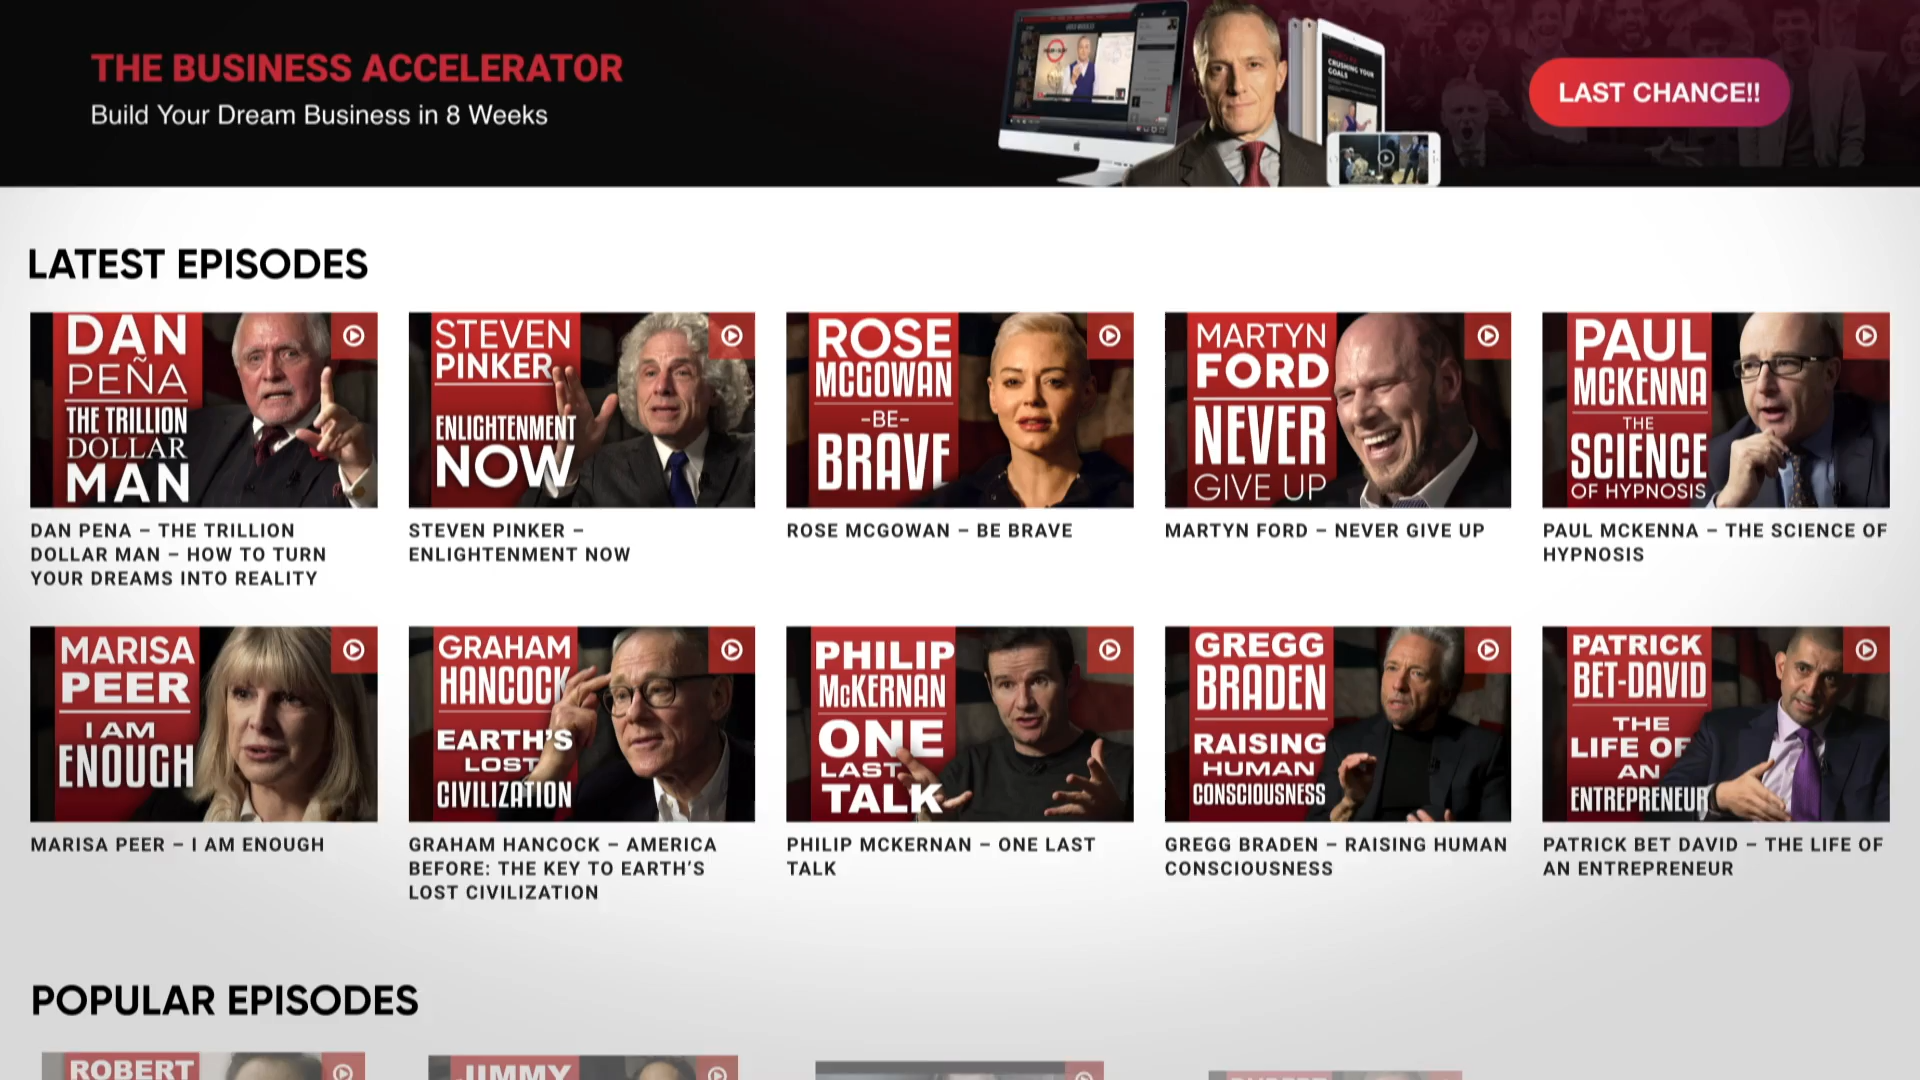 THE BUSINESS ACCELERATOR
Build Your Dream Business in 8 Weeks
LAST CHANCE!!
CRUSHING YOUR
GOALS
LATEST EPISODES
DAN
PEÑA
THE TRILLION
DOLLAR
MAN
DAN PENA – THE TRILLION
DOLLAR MAN – HOW TO TURN
YOUR DREAMS INTO REALITY
STEVEN
PINKER
ENLIGHTENMENT
NOW
STEVEN PINKER –
ENLIGHTENMENT NOW
ROSE
MCGOWAN
-BE-
BRAVE
ROSE MCGOWAN – BE BRAVE
MARTYN
FORD
NEVER
GIVE UP
MARTYN FORD – NEVER GIVE UP
PAUL
MCKENNA
THE
SCIENCE
OF HYPNOSIS
PAUL MCKENNA – THE SCIENCE OF
HYPNOSIS
MARISA
PEER
I AM
ENOUGH
MARISA PEER – I AM ENOUGH
GRAHAM
HANCOCK
EARTH'S
LOST
CIVILIZATION
GRAHAM HANCOCK – AMERICA
BEFORE: THE KEY TO EARTH'S
LOST CIVILIZATION
PHILIP
McKERNAN
ONE
LAST
TALK
PHILIP MCKERNAN – ONE LAST
TALK
GREGG
BRADEN
RAISING
HUMAN
CONSCIOUSNESS
GREGG BRADEN – RAISING HUMAN
CONSCIOUSNESS
PATRICK
BET-DAVID
THE
LIFE OF
AN
ENTREPRENEUR
PATRICK BET DAVID – THE LIFE OF
AN ENTREPRENEUR
POPULAR EPISODES
ROBERT
JIMMY